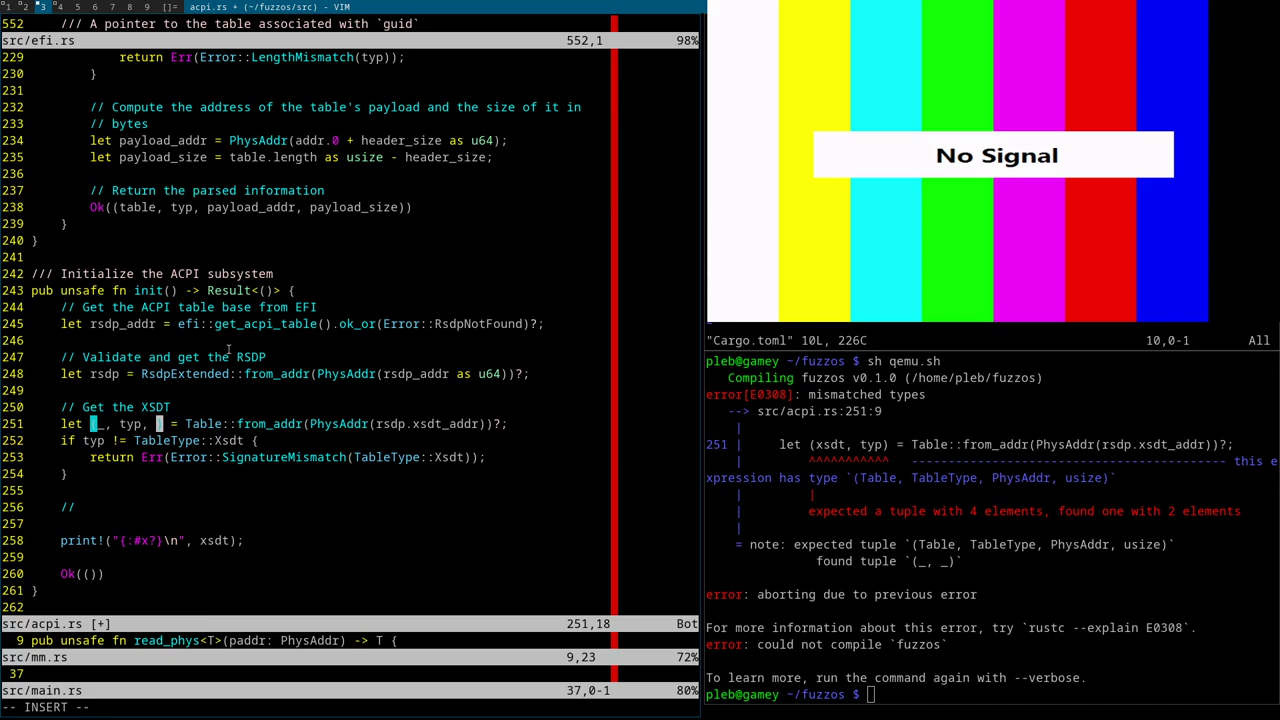 1 2 3 4 5 6 7 8 9 []= acpi.rs + (~/fuzzos/src) - VIM
552     /// A pointer to the table associated with `guid`
src/efi.rs 552,1 98%
229             return Err(Error::LengthMismatch(typ));
230         }
231
232         // Compute the address of the table's payload and the size of it in
233         // bytes
234         let payload_addr = PhysAddr(addr.0 + header_size as u64);
235         let payload_size = table.length as usize - header_size;
236
237         // Return the parsed information
238         Ok((table, typ, payload_addr, payload_size))
239     }
240 }
241
242 /// Initialize the ACPI subsystem
243 pub unsafe fn init() -> Result<()> {
244     // Get the ACPI table base from EFI
245     let rsdp_addr = efi::get_acpi_table().ok_or(Error::RsdpNotFound)?;
246
247     // Validate and get the RSDP
248     let rsdp = RsdpExtended::from_addr(PhysAddr(rsdp_addr as u64))?;
249
250     // Get the XSDT
251     let (_, typ, ) = Table::from_addr(PhysAddr(rsdp.xsdt_addr))?;
252     if typ != TableType::Xsdt {
253         return Err(Error::SignatureMismatch(TableType::Xsdt));
254     }
255
256     //
257
258     print!("{:#x?}\n", xsdt);
259
260     Ok(())
261 }
262
src/acpi.rs [+] 251,18 Bot
9 pub unsafe fn read_phys<T>(paddr: PhysAddr) -> T {
src/mm.rs 9,23 72%
37
src/main.rs 37,0-1 80%
-- INSERT --
No Signal
"Cargo.toml" 10L, 226C 10,0-1 All
pleb@gamey ~/fuzzos $ sh qemu.sh
   Compiling fuzzos v0.1.0 (/home/pleb/fuzzos)
error[E0308]: mismatched types
   --> src/acpi.rs:251:9
    |
251 |     let (xsdt, typ) = Table::from_addr(PhysAddr(rsdp.xsdt_addr))?;
    |         ^^^^^^^^^^^   ------------------------------------------- this e
xpression has type `(Table, TableType, PhysAddr, usize)`
    |         |
    |         expected a tuple with 4 elements, found one with 2 elements
    |
    = note: expected tuple `(Table, TableType, PhysAddr, usize)`
               found tuple `(_, _)`
error: aborting due to previous error
For more information about this error, try `rustc --explain E0308`.
error: could not compile `fuzzos`
To learn more, run the command again with --verbose.
pleb@gamey ~/fuzzos $